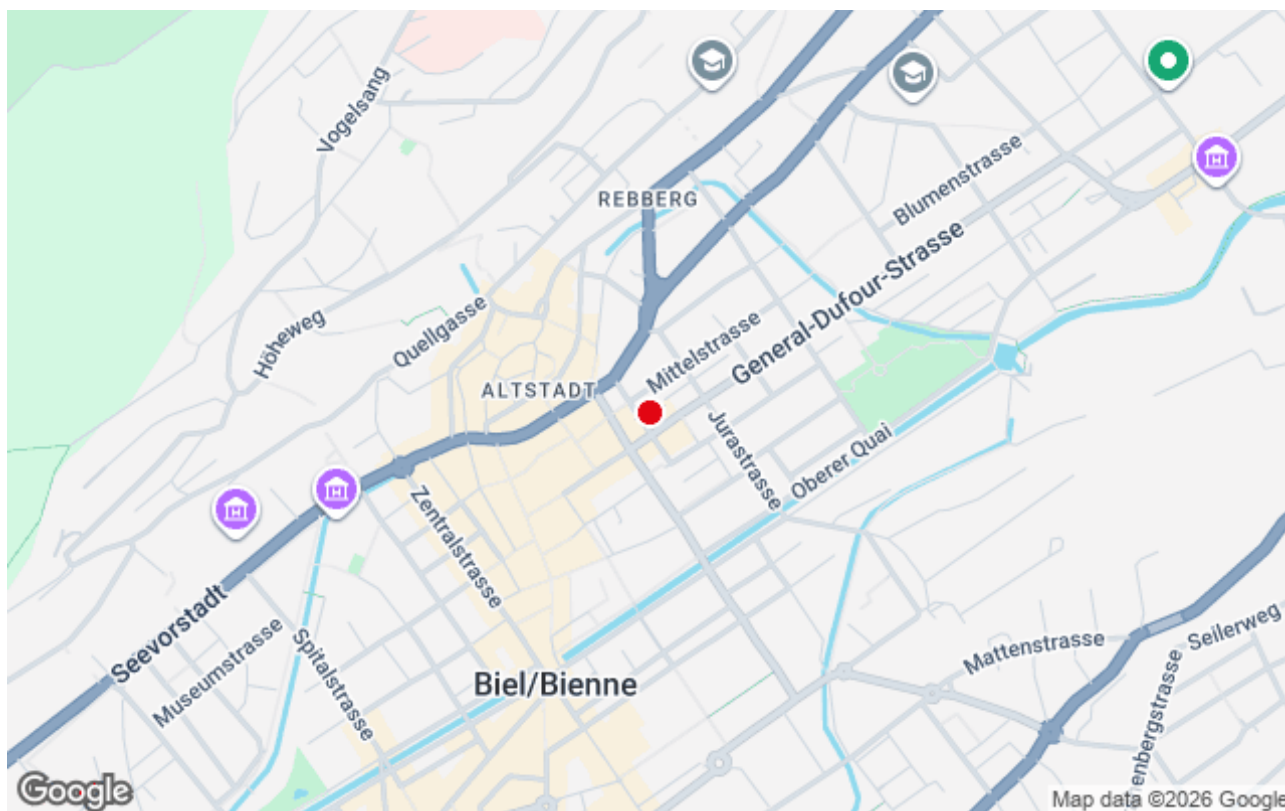 Vogelsang
REBBERG
Blumenstrasse
Höheweg
Quellgasse
Mittelstrasse
General-Dufour-Strasse
ALTSTADT
Jurastrasse
Oberer Quai
Zentralstrasse
Seevorstadt
Museumstrasse
Spitalstrasse
Biel/Bienne
Mattenstrasse
Seilerweg
enbergstrasse
Google
Map data ©2026 Google